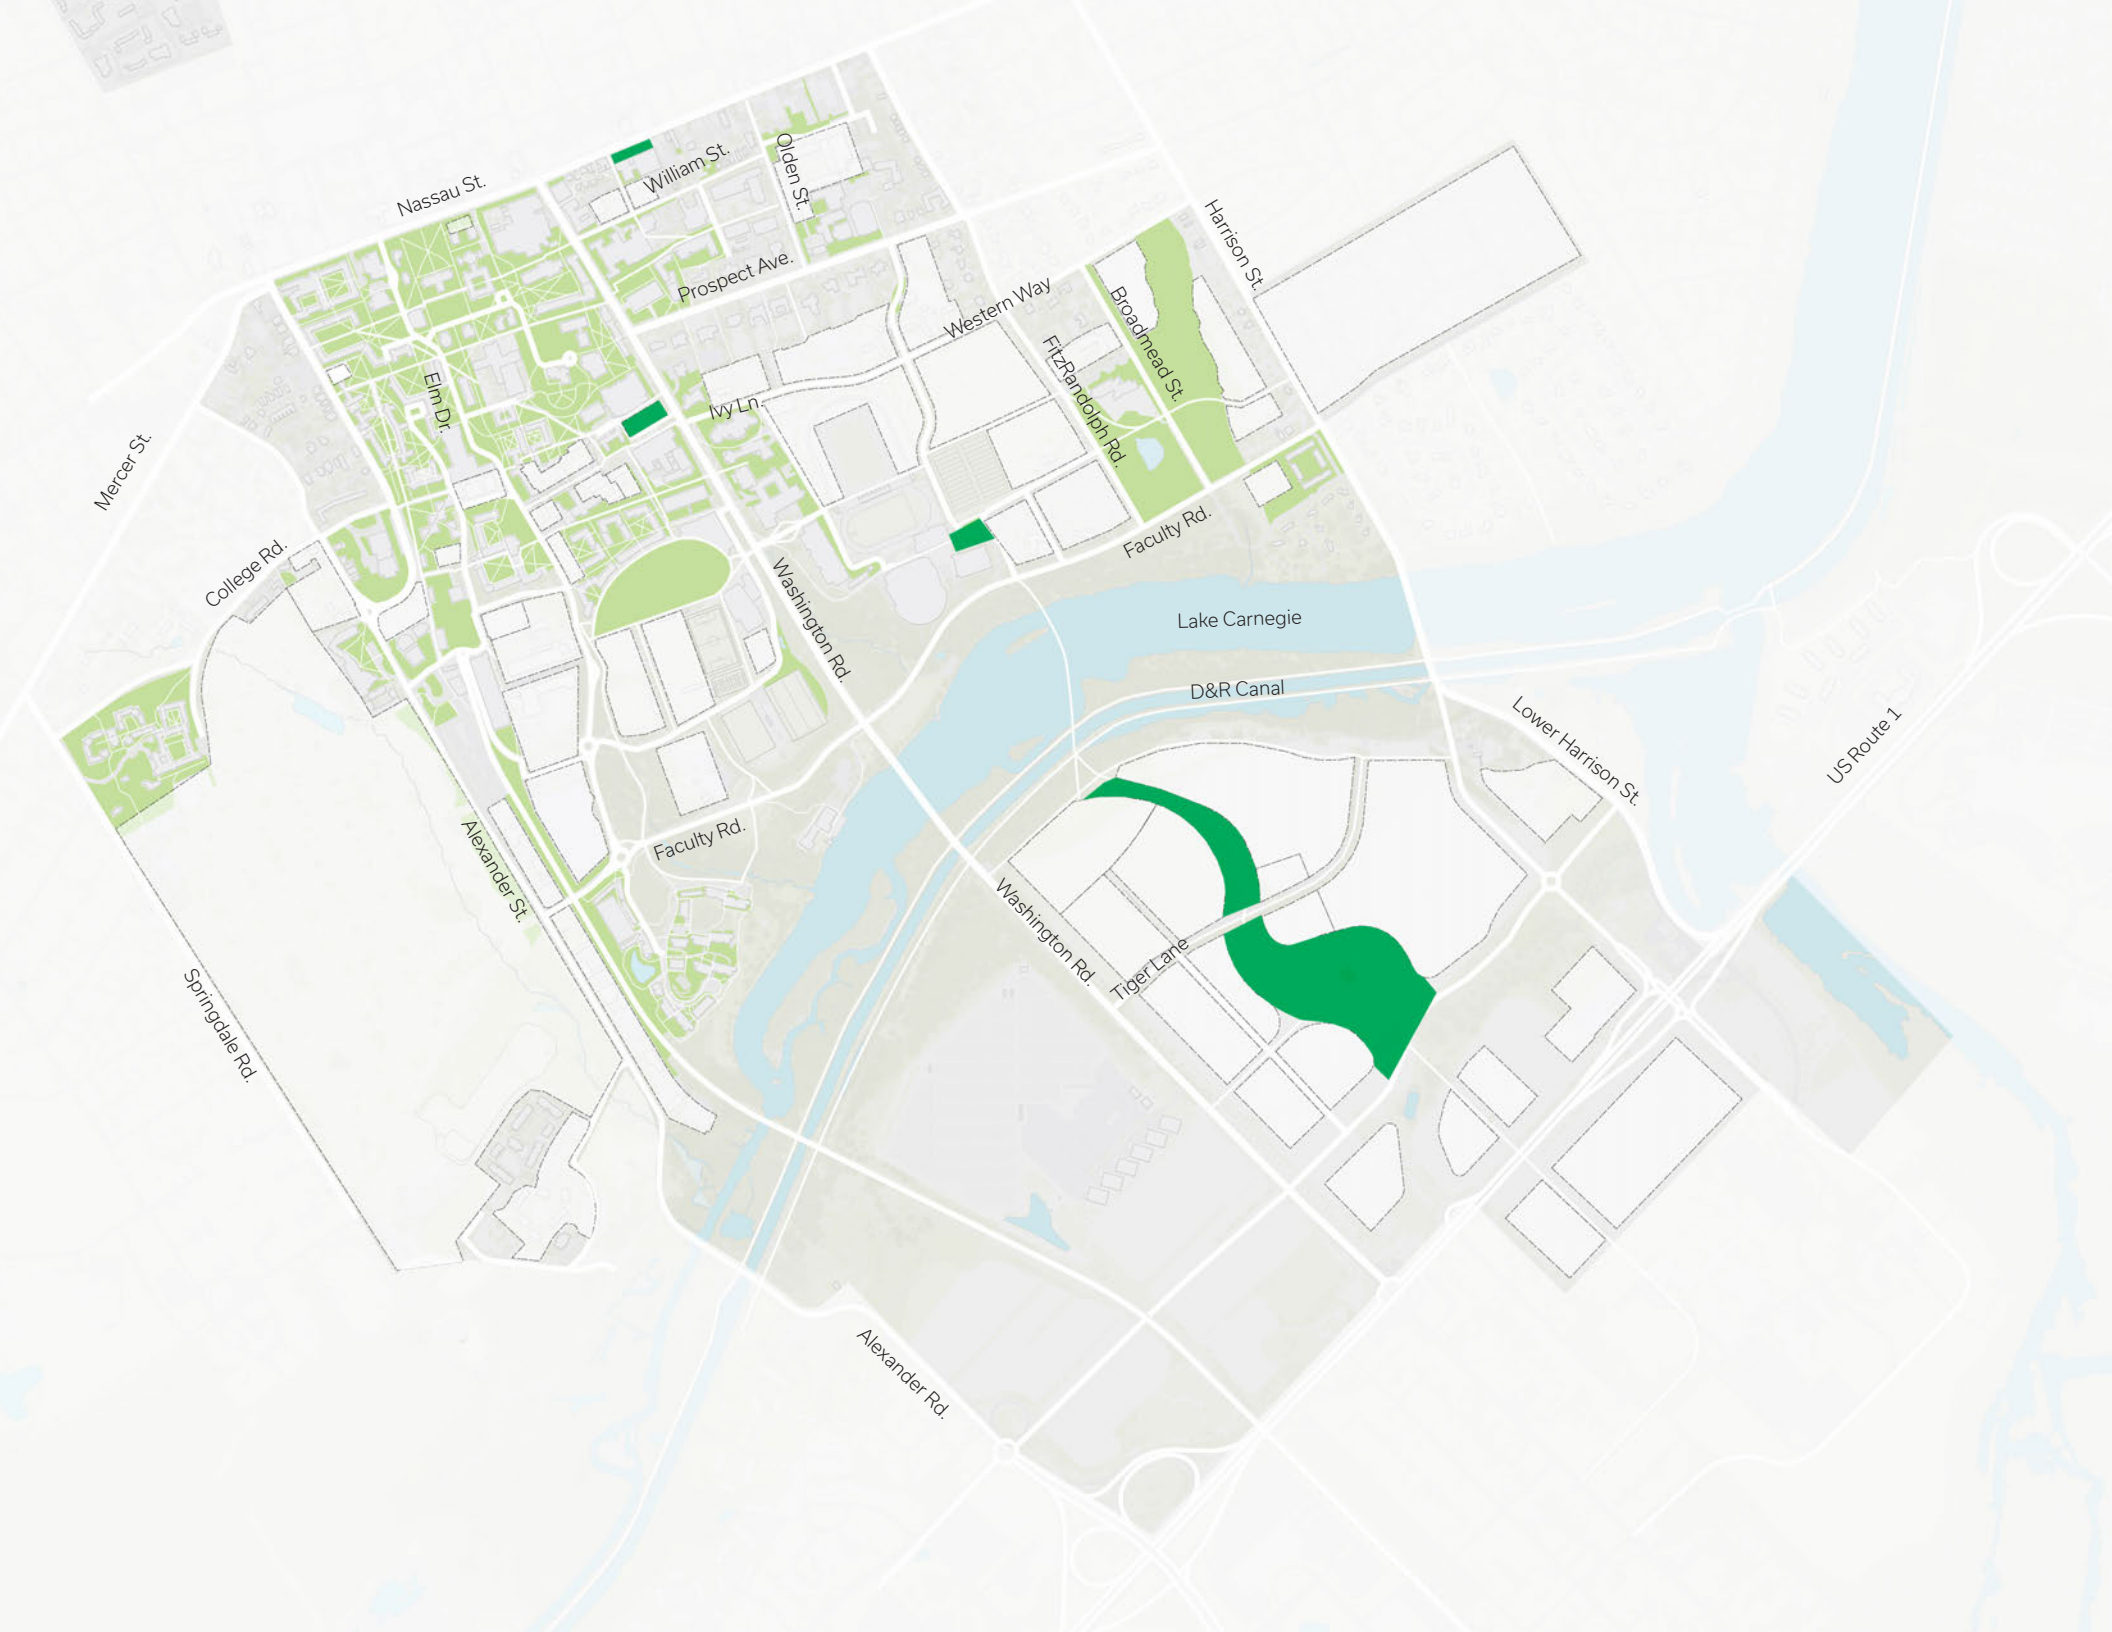 Nassau St.
William St.
Olden St.
Prospect Ave.
Harrison St.
Western Way
Broadmead St.
FitzRandolph Rd.
Elm Dr.
Ivy Ln.
Mercer St.
College Rd.
Faculty Rd.
Washington Rd.
Lake Carnegie
D&R Canal
Lower Harrison St.
US Route 1
Alexander St.
Faculty Rd.
Washington Rd.
Tiger Lane
Springdale Rd.
Alexander Rd.